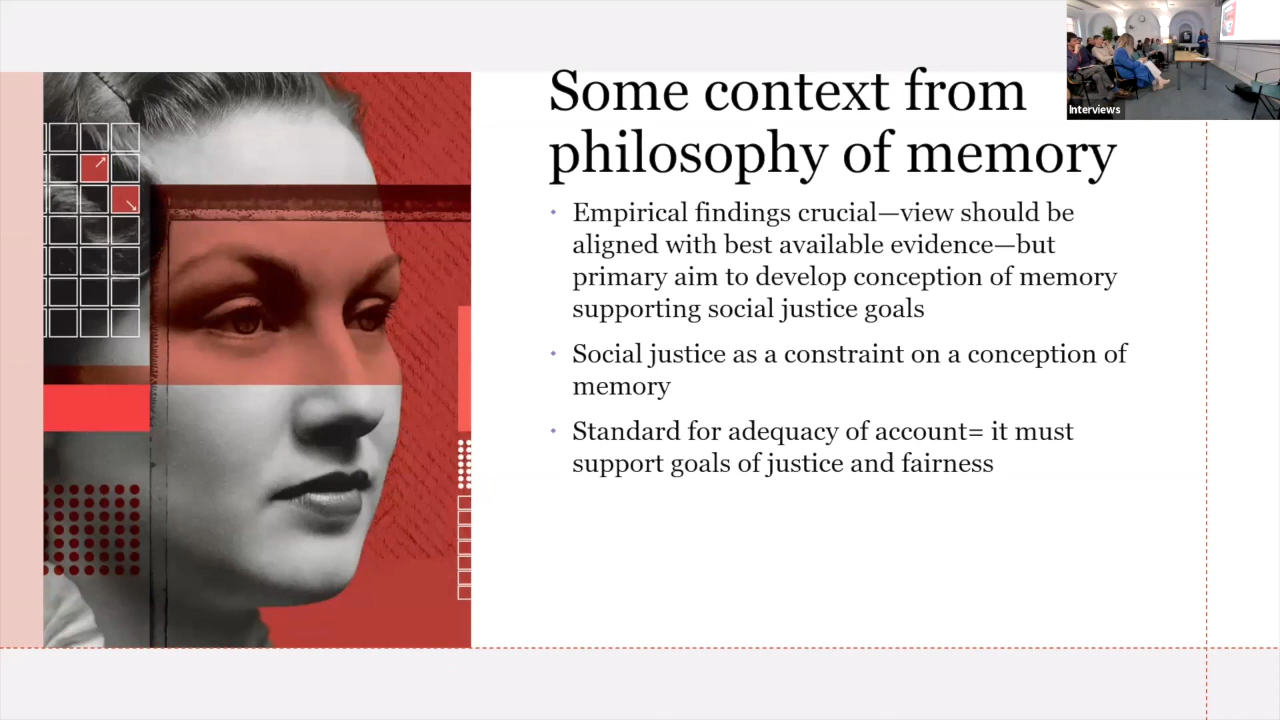 Some context from
philosophy of memory
Empirical findings crucial—view should be
aligned with best available evidence—but
primary aim to develop conception of memory
supporting social justice goals
Social justice as a constraint on a conception of
memory
Standard for adequacy of account= it must
support goals of justice and fairness
Interviews